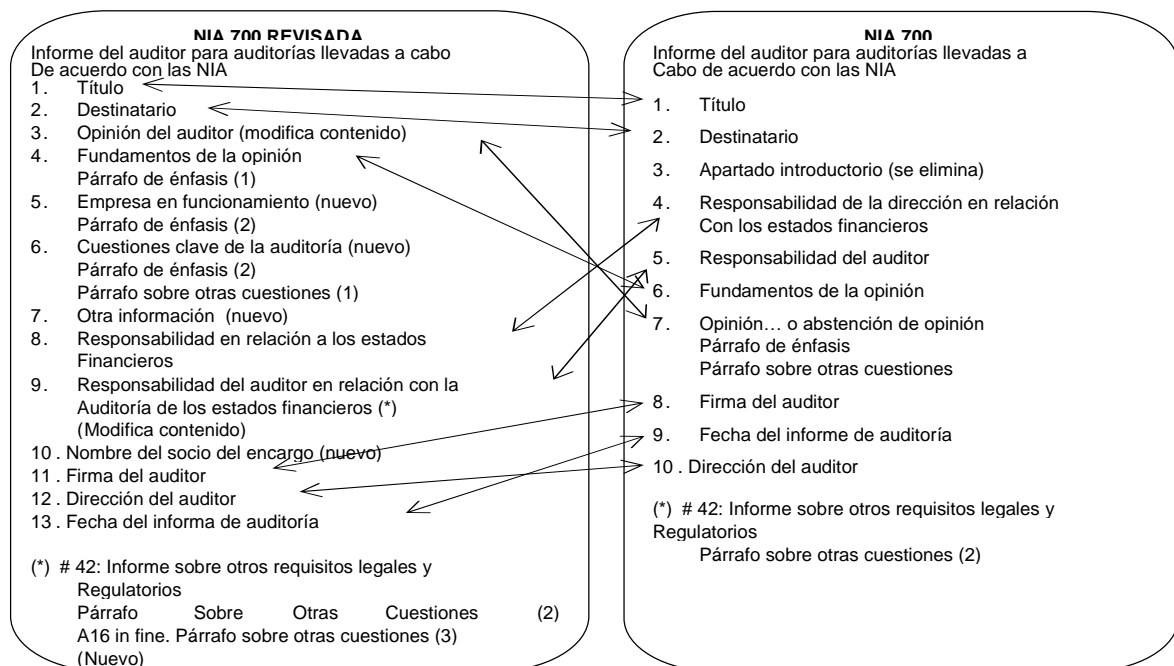 NIA 700 REVISADA
Informe del auditor para auditorías llevadas a cabo
De acuerdo con las NIA
1. Título
2. Destinatario
3. Opinión del auditor (modifica contenido)
4. Fundamentos de la opinión
Párrafo de énfasis (1)
5. Empresa en funcionamiento (nuevo)
Párrafo de énfasis (2)
6. Cuestiones clave de la auditoría (nuevo)
Párrafo de énfasis (2)
Párrafo sobre otras cuestiones (1)
7. Otra información (nuevo)
8. Responsabilidad en relación a los estados
Financieros
9. Responsabilidad del auditor en relación con la
Auditoría de los estados financieros (*)
(Modifica contenido)
10. Nombre del socio del encargo (nuevo)
11. Firma del auditor
12. Dirección del auditor
13. Fecha del informa de auditoría
(*) # 42: Informe sobre otros requisitos legales y
Regulatorios
Párrafo Sobre Otras Cuestiones (2)
A16 in fine. Párrafo sobre otras cuestiones (3)
(Nuevo)
NIA 700
Informe del auditor para auditorías llevadas a
Cabo de acuerdo con las NIA
1. Título
2. Destinatario
3. Apartado introductorio (se elimina)
4. Responsabilidad de la dirección en relación
Con los estados financieros
5. Responsabilidad del auditor
6. Fundamentos de la opinión
7. Opinión… o abstención de opinión
Párrafo de énfasis
Párrafo sobre otras cuestiones
8. Firma del auditor
9. Fecha del informe de auditoría
10. Dirección del auditor
(*) # 42: Informe sobre otros requisitos legales y
Regulatorios
Párrafo sobre otras cuestiones (2)